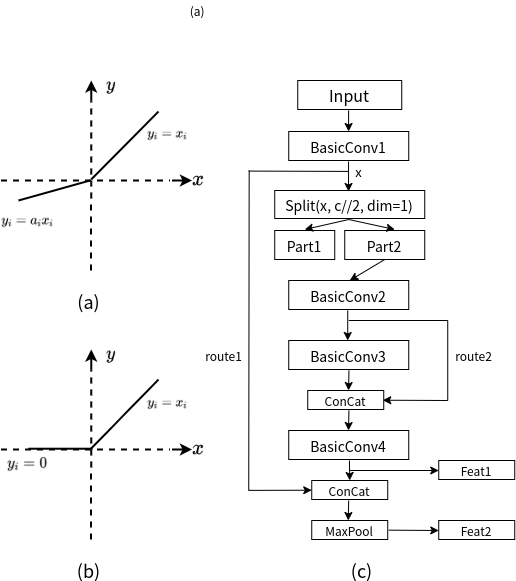 (a)
y
y_i = x_i
x
y_i = a_i x_i
(a)
y
y_i = x_i
x
y_i = 0
(b)
Input
BasicConv1
x
Split(x, c//2, dim=1)
Part1
Part2
BasicConv2
route1
BasicConv3
route2
ConCat
BasicConv4
Feat1
ConCat
MaxPool
Feat2
(c)